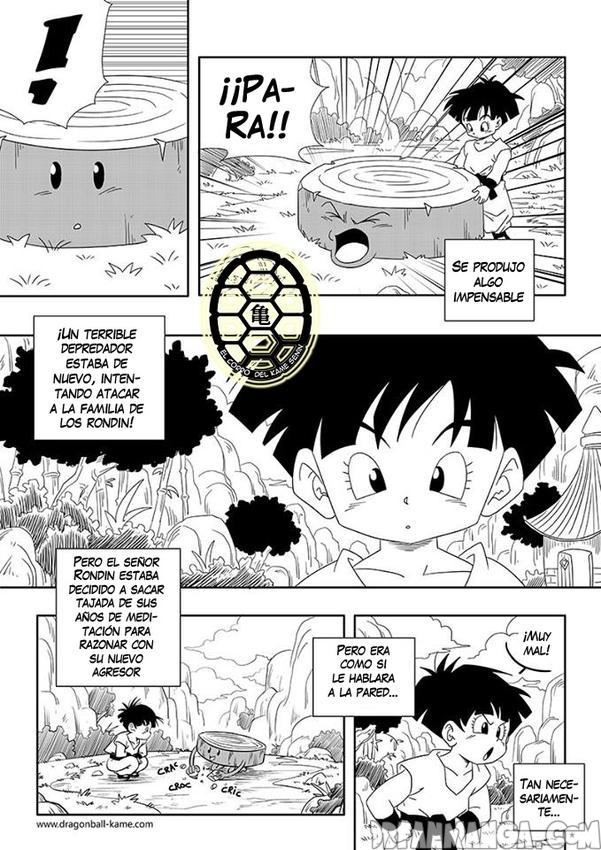 !
¡¡PA-
RA!!
SE PRODUJO
ALGO
IMPENSABLE
亀
EL CORRO DEL KAME SENIN
¡UN TERRIBLE
DEPREDADOR
ESTABA DE
NUEVO, INTEN-
TANDO ATACAR
A LA FAMILIA DE
LOS RONDIN!
PERO EL SEÑOR
RONDIN ESTABA
DECIDIDO A SACAR
TAJADA DE SUS
AÑOS DE MEDI-
TACIÓN PARA
RAZONAR CON
SU NUEVO
AGRESOR
CRAC
CROC
CRIC
www.dragonball-kame.com
PERO ERA
COMO SI
LE HABLARA
A LA PARED...
¡MUY
MAL!
TAN NECE-
SARIAMEN-
TE...
DBSPANMANGA.COM